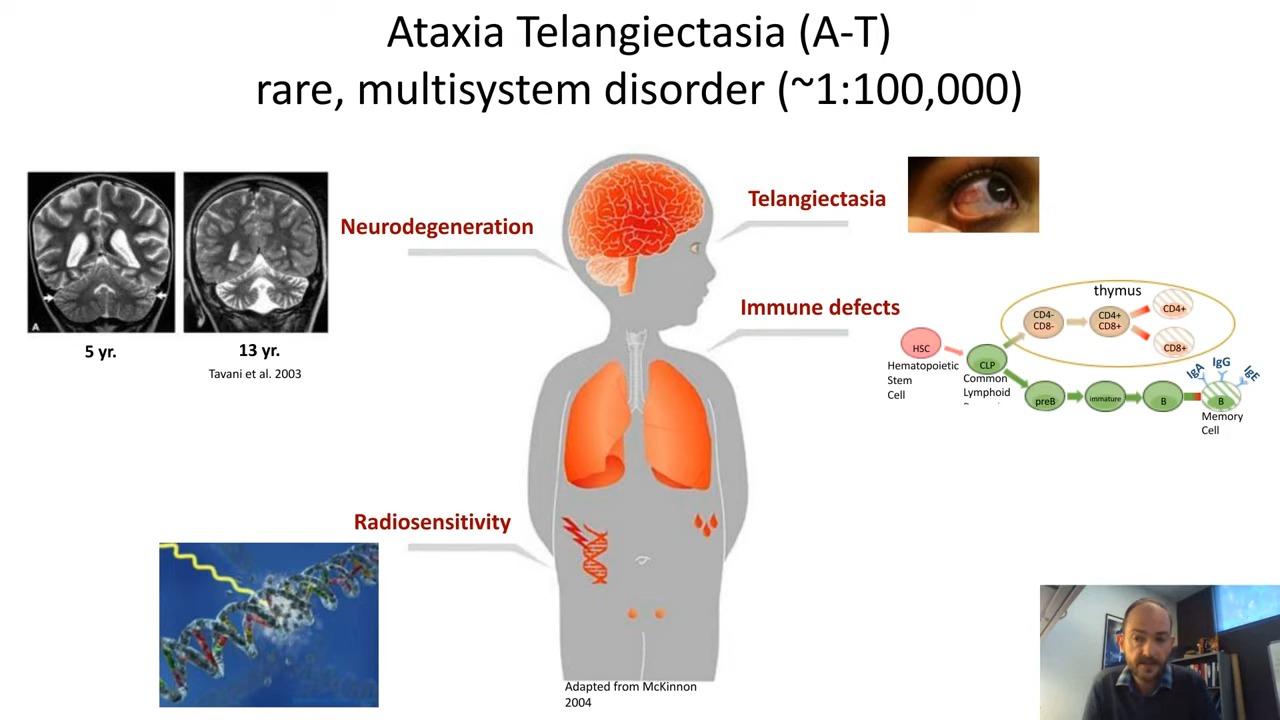 Ataxia Telangiectasia (A-T)
rare, multisystem disorder (~1:100,000)
Neurodegeneration
A
5 yr.
13 yr.
Tavani et al. 2003
Telangiectasia
Immune defects
thymus
CD4-
CD8-
CD4+
CD8+
CD4+
CD8+
HSC
Hematopoietic
Stem
Cell
CLP
Common
Lymphoid
preB
immature
B
IgA
IgG
IgE
B
Memory
Cell
Radiosensitivity
Adapted from McKinnon
2004